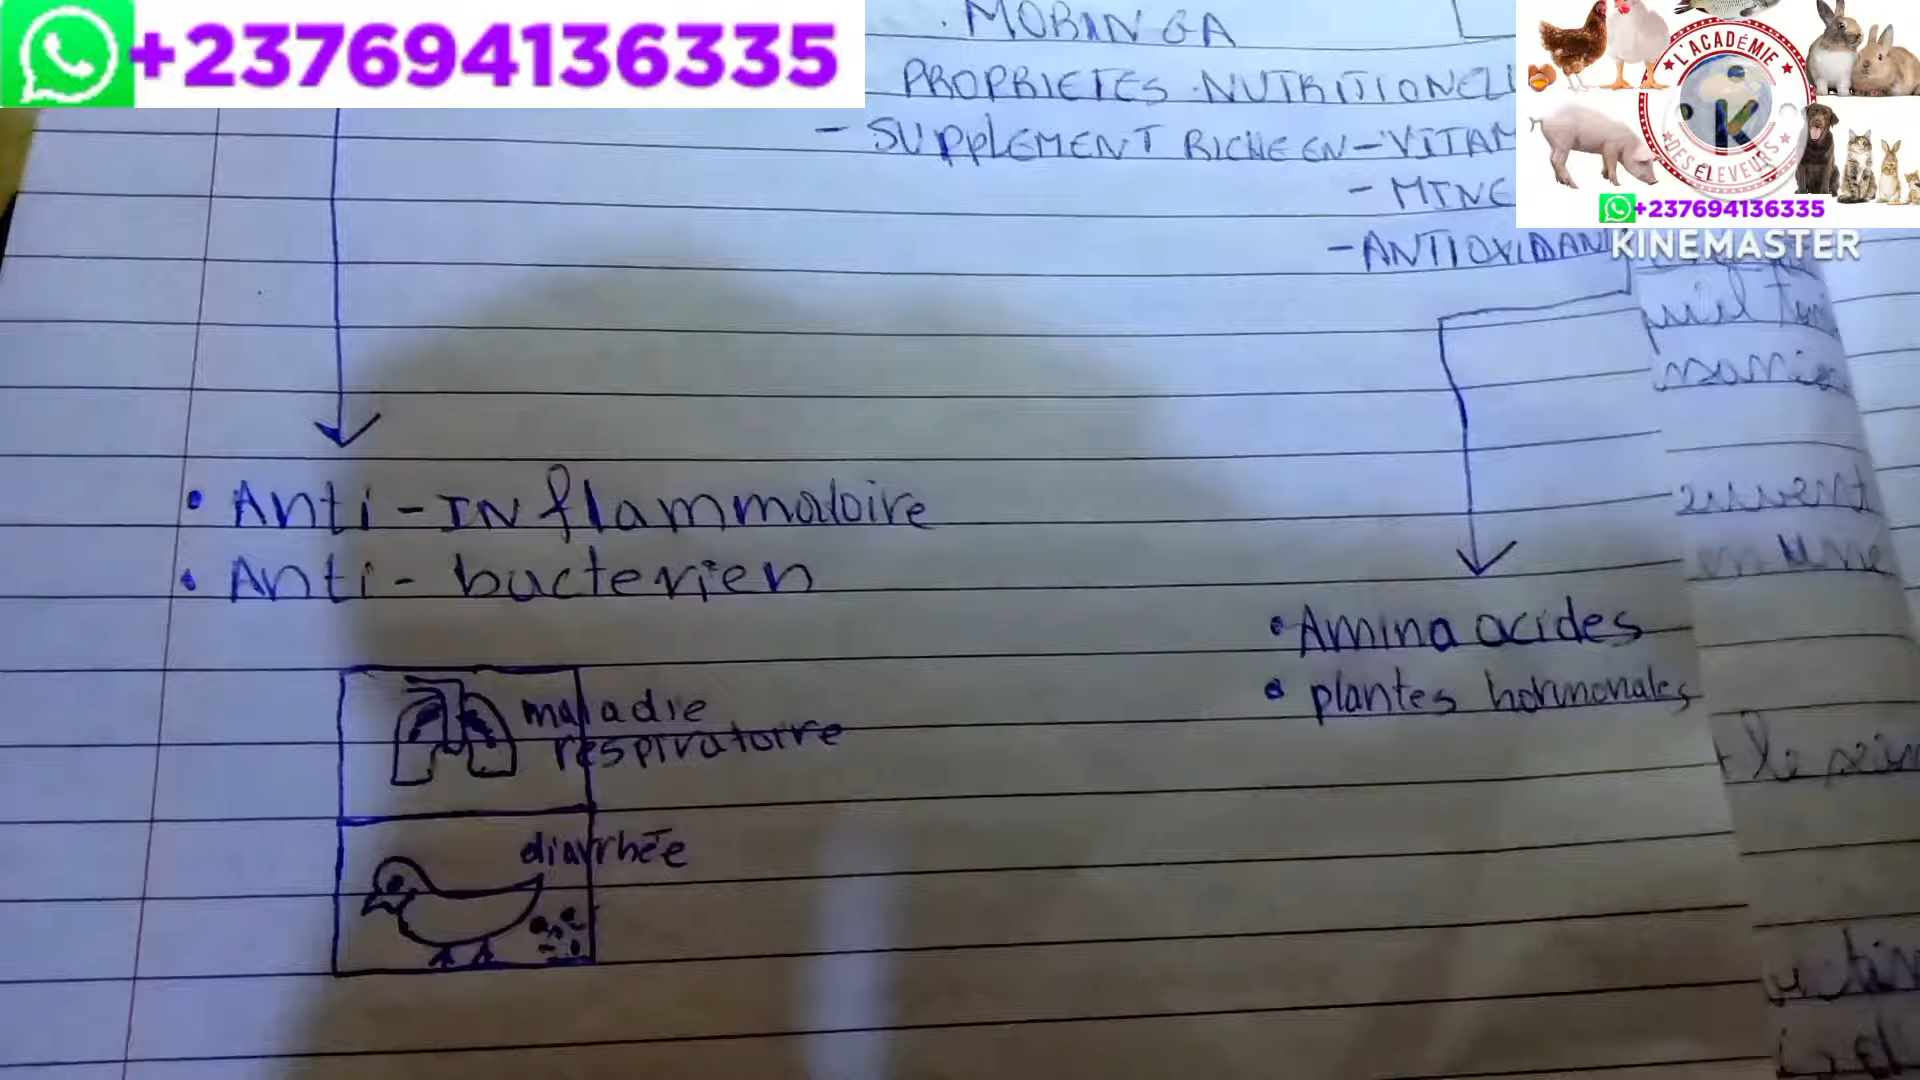 +237694136335
. MORINGA
PROPRIETES NUTRITIONELL
- SUPPLEMENT RICHE EN - VITAM
- MINE
- ANTIOXIDAN
L'ACADÉMIE
DES ELEVEURS
+237694136335
KINEMASTER
• Anti-INflammatoire
• Anti-bacterien
• Amino acides
• plantes hormonales
maladie
respiratoire
diarrhée